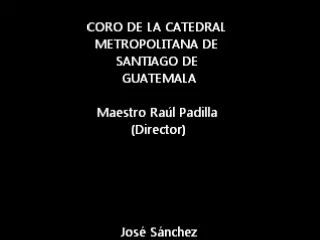 CORO DE LA CATEDRAL
METROPOLITANA DE
SANTIAGO DE
GUATEMALA
Maestro Raúl Padilla
(Director)
José Sánchez